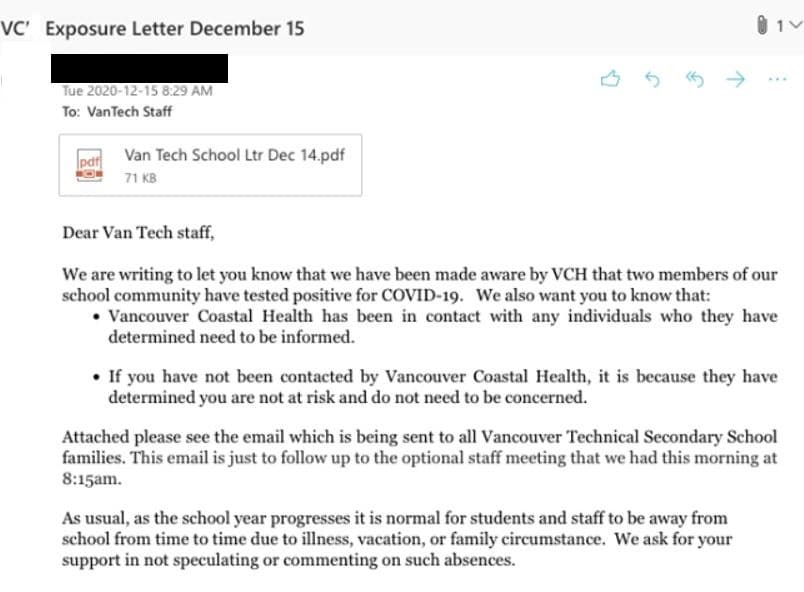 VC' Exposure Letter December 15
1
Tue 2020-12-15 8:29 AM
To: VanTech Staff
pdf
Van Tech School Ltr Dec 14.pdf
71 KB
Dear Van Tech staff,
We are writing to let you know that we have been made aware by VCH that two members of our
school community have tested positive for COVID-19. We also want you to know that:
• Vancouver Coastal Health has been in contact with any individuals who they have
determined need to be informed.
• If you have not been contacted by Vancouver Coastal Health, it is because they have
determined you are not at risk and do not need to be concerned.
Attached please see the email which is being sent to all Vancouver Technical Secondary School
families. This email is just to follow up to the optional staff meeting that we had this morning at
8:15am.
As usual, as the school year progresses it is normal for students and staff to be away from
school from time to time due to illness, vacation, or family circumstance. We ask for your
support in not speculating or commenting on such absences.